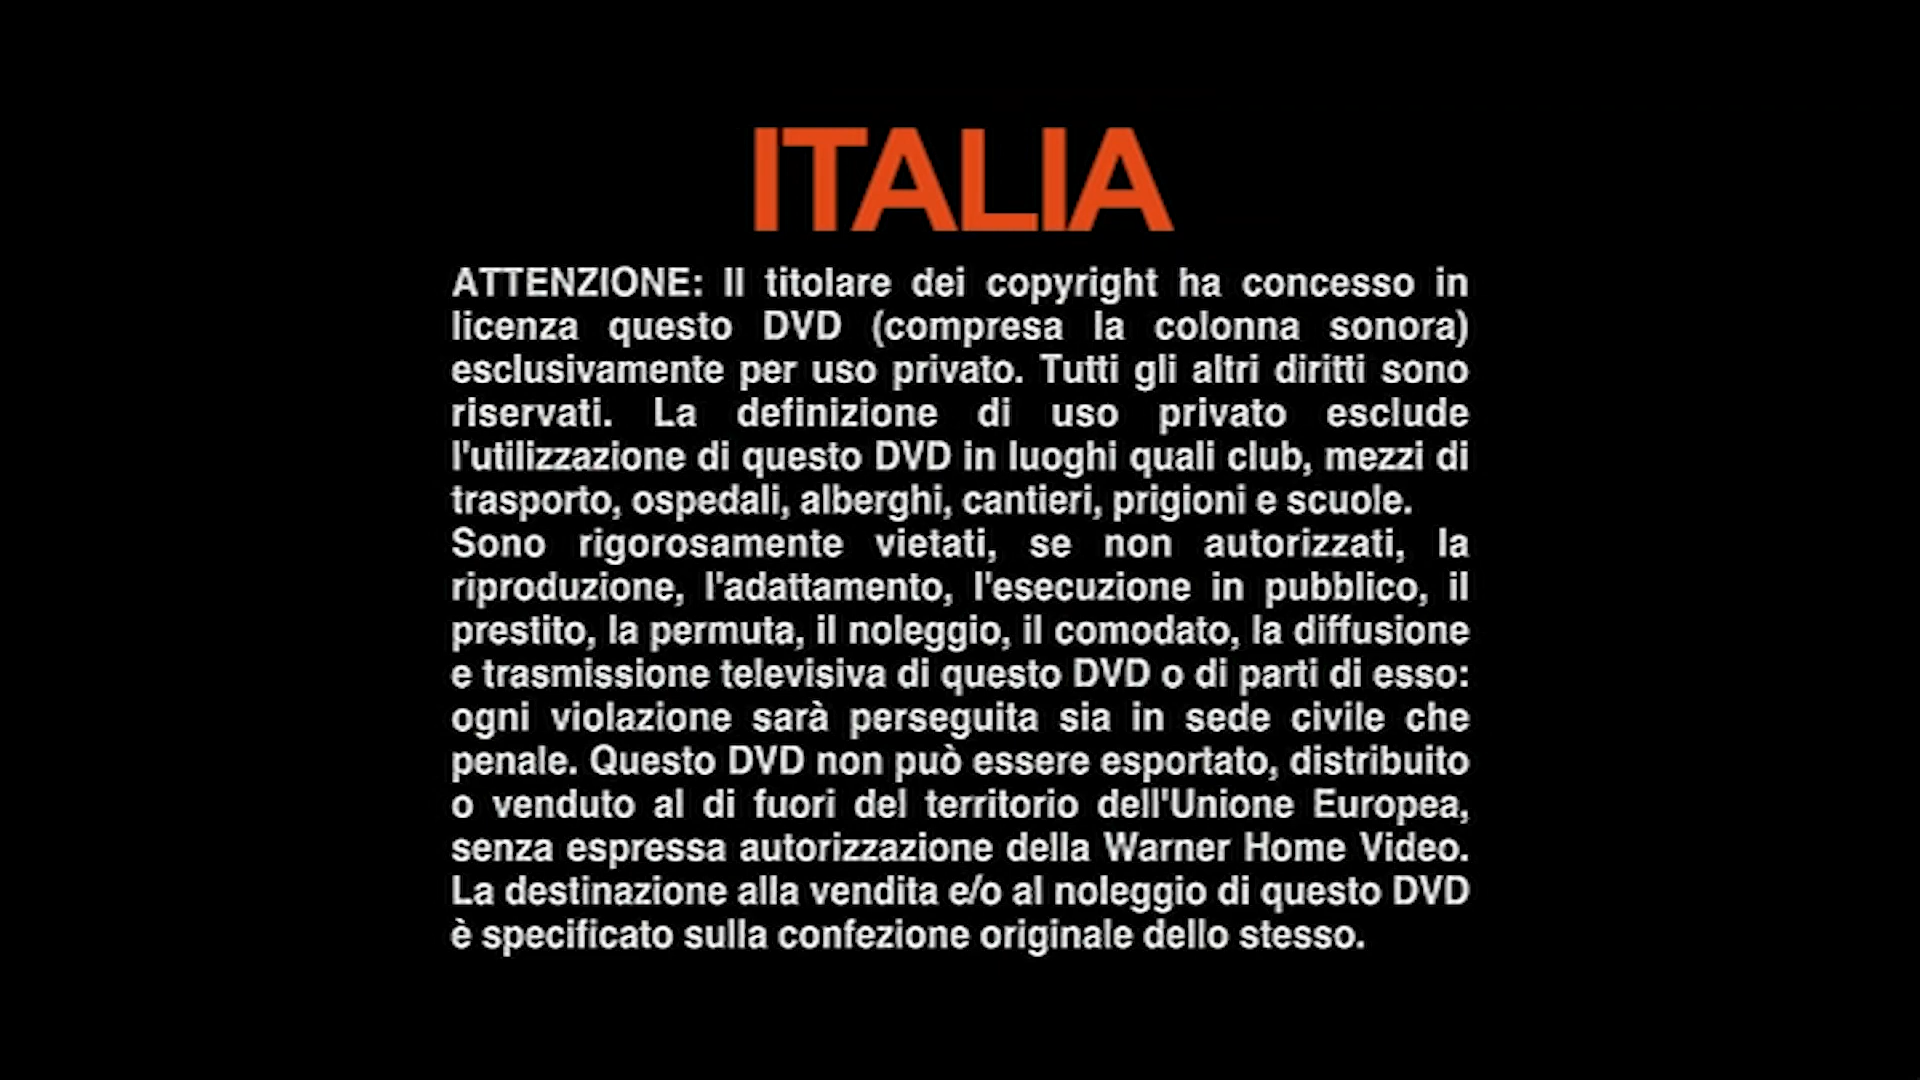 ITALIA
ATTENZIONE: Il titolare dei copyright ha concesso in
licenza questo DVD (compresa la colonna sonora)
esclusivamente per uso privato. Tutti gli altri diritti sono
riservati. La definizione di uso privato esclude
l'utilizzazione di questo DVD in luoghi quali club, mezzi di
trasporto, ospedali, alberghi, cantieri, prigioni e scuole.
Sono rigorosamente vietati, se non autorizzati, la
riproduzione, l'adattamento, l'esecuzione in pubblico, il
prestito, la permuta, il noleggio, il comodato, la diffusione
e trasmissione televisiva di questo DVD o di parti di esso:
ogni violazione sarà perseguita sia in sede civile che
penale. Questo DVD non può essere esportato, distribuito
o venduto al di fuori del territorio dell'Unione Europea,
senza espressa autorizzazione della Warner Home Video.
La destinazione alla vendita e/o al noleggio di questo DVD
è specificato sulla confezione originale dello stesso.